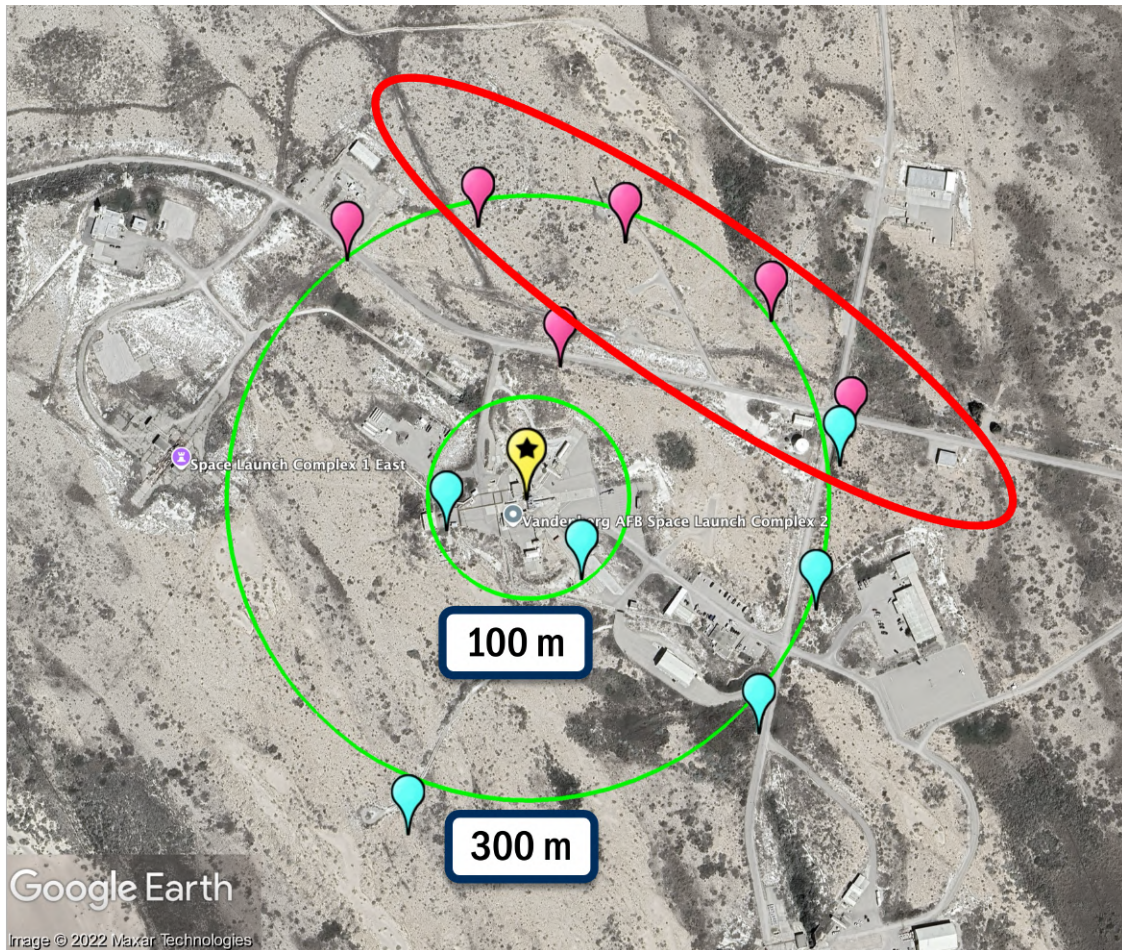 Space Launch Complex 1 East
Vandenberg AFB Space Launch Complex 2
100 m
300 m
Google Earth
Image © 2022 Maxar Technologies